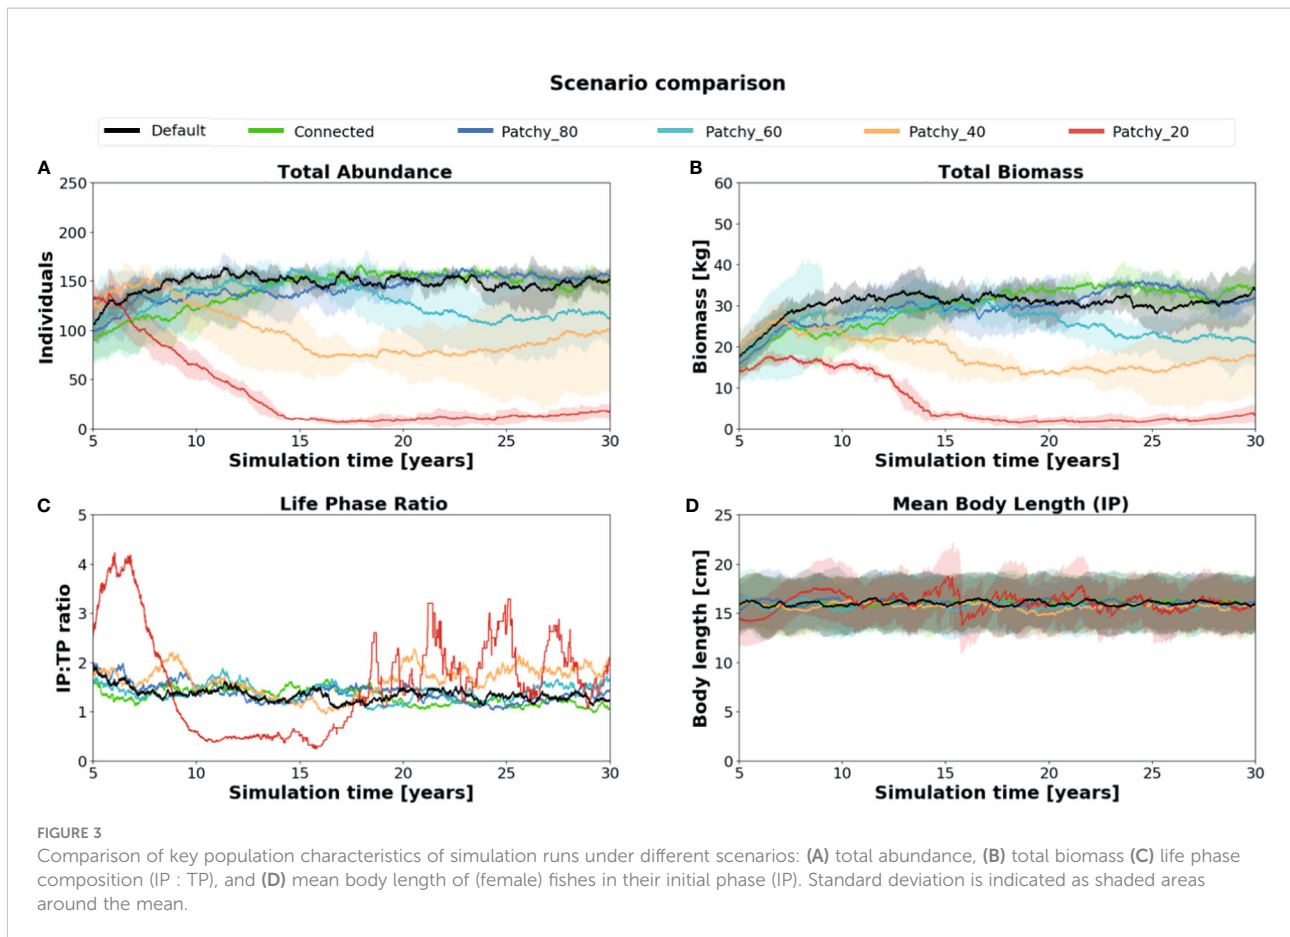 Scenario comparison
Default Connected Patchy_80 Patchy_60 Patchy_40 Patchy_20
A
Total Abundance
250
200
150
100
50
0
Individuals
5 10 15 20 25 30
Simulation time [years]
B
Total Biomass
60
50
40
30
20
10
0
Biomass [kg]
5 10 15 20 25 30
Simulation time [years]
C
Life Phase Ratio
5
4
3
2
1
0
IP:TP ratio
5 10 15 20 25 30
Simulation time [years]
D
Mean Body Length (IP)
25
20
15
10
5
0
Body length [cm]
5 10 15 20 25 30
Simulation time [years]
FIGURE 3
Comparison of key population characteristics of simulation runs under different scenarios: (A) total abundance, (B) total biomass (C) life phase
composition (IP : TP), and (D) mean body length of (female) fishes in their initial phase (IP). Standard deviation is indicated as shaded areas
around the mean.